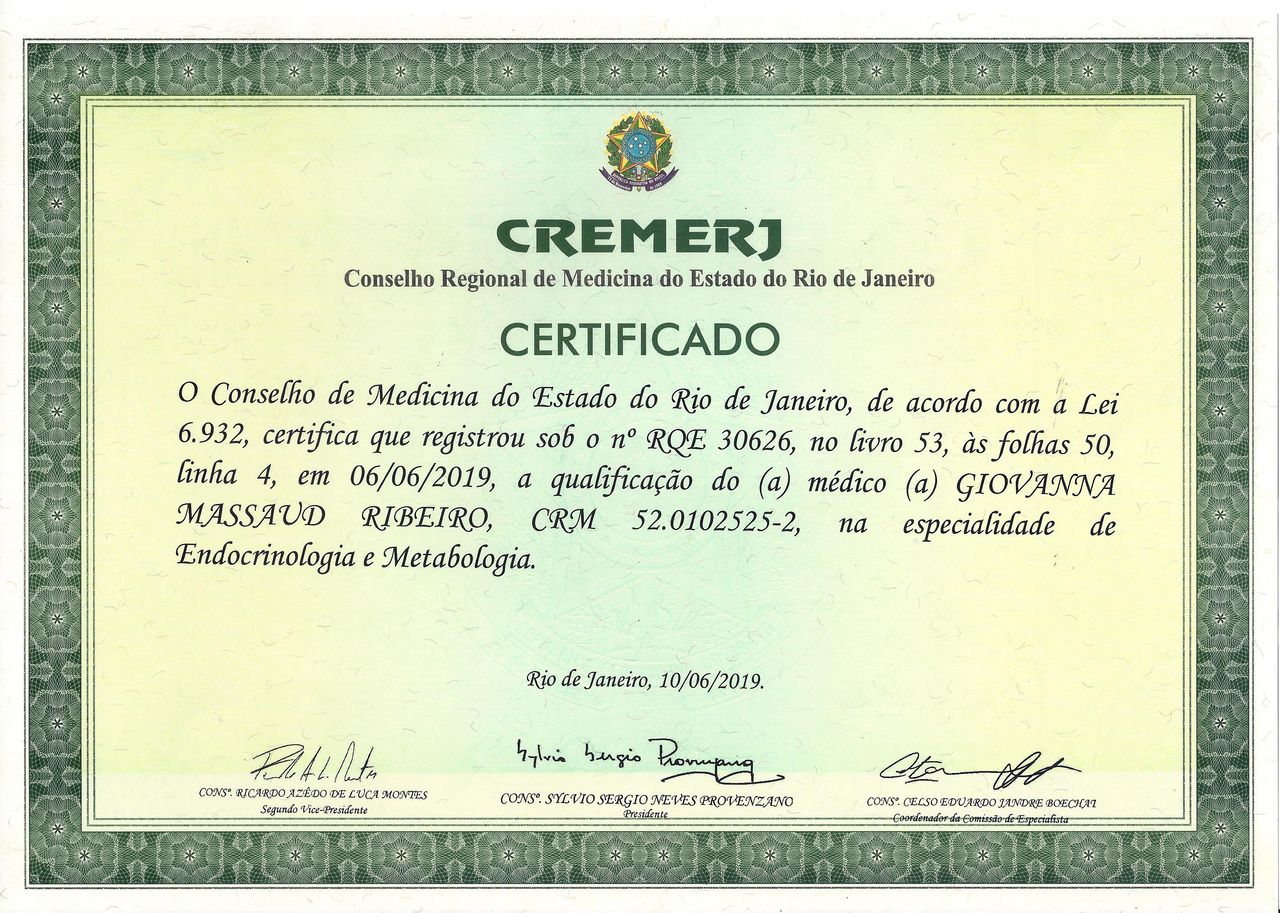 CREMERJ
Conselho Regional de Medicina do Estado do Rio de Janeiro
CERTIFICADO
O Conselho de Medicina do Estado do Rio de Janeiro, de acordo com a Lei
6.932, certifica que registrou sob o nº RQE 30626, no livro 53, às folhas 50,
linha 4, em 06/06/2019, a qualificação do (a) médico (a) GIOVANNA
MASSAUD RIBEIRO, CRM 52.0102525-2, na especialidade de
Endocrinologia e Metabologia.
Rio de Janeiro, 10/06/2019.
Sylvio Sergio Provenzano
CONSº. RICARDO AZÊDO DE LUCA MONTES
Segundo Vice-Presidente
CONSº. SYLVIO SERGIO NEVES PROVENZANO
Presidente
CONSº. CELSO EDUARDO JANDRE BOECHAT
Coordenador da Comissão de Especialista